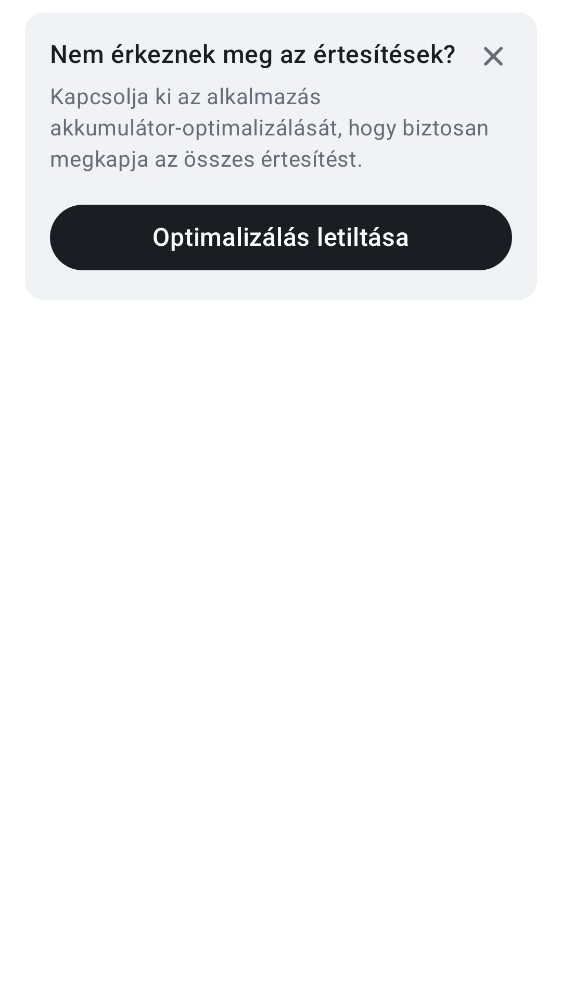 Nem érkeznek meg az értesítések?
Kapcsolja ki az alkalmazás
akkumulátor-optimalizálását, hogy biztosan
megkapja az összes értesítést.
Optimalizálás letiltása